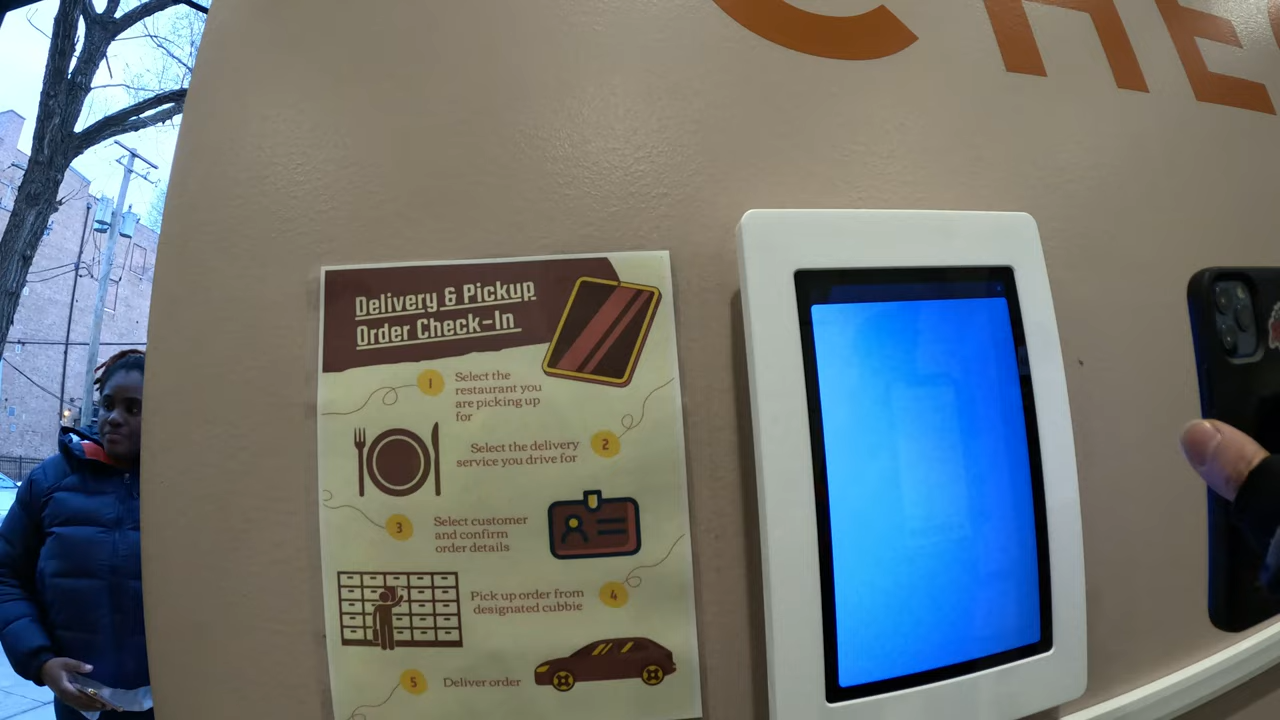 CHE
Delivery & Pickup
Order Check-In
1
Select the
restaurant you
are picking up
for
Select the delivery
service you drive for
2
3
Select customer
and confirm
order details
Pick up order from
designated cubbie
4
5
Deliver order